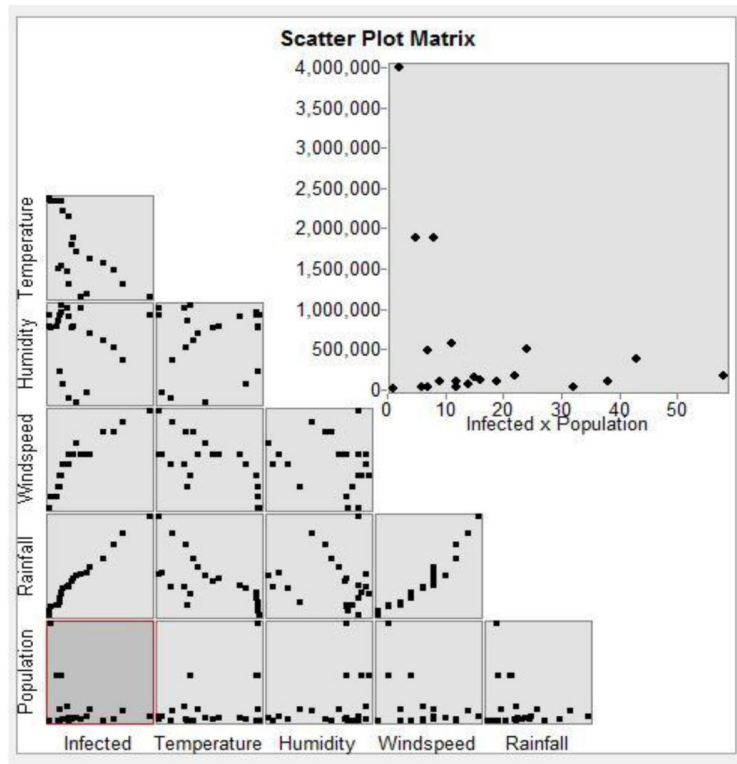 Scatter Plot Matrix
4,000,000
3,500,000
3,000,000
2,500,000
2,000,000
1,500,000
1,000,000
500,000
0
0 10 20 30 40 50
Infected x Population
Temperature
Humidity
Windspeed
Rainfall
Population
Infected Temperature Humidity Windspeed Rainfall